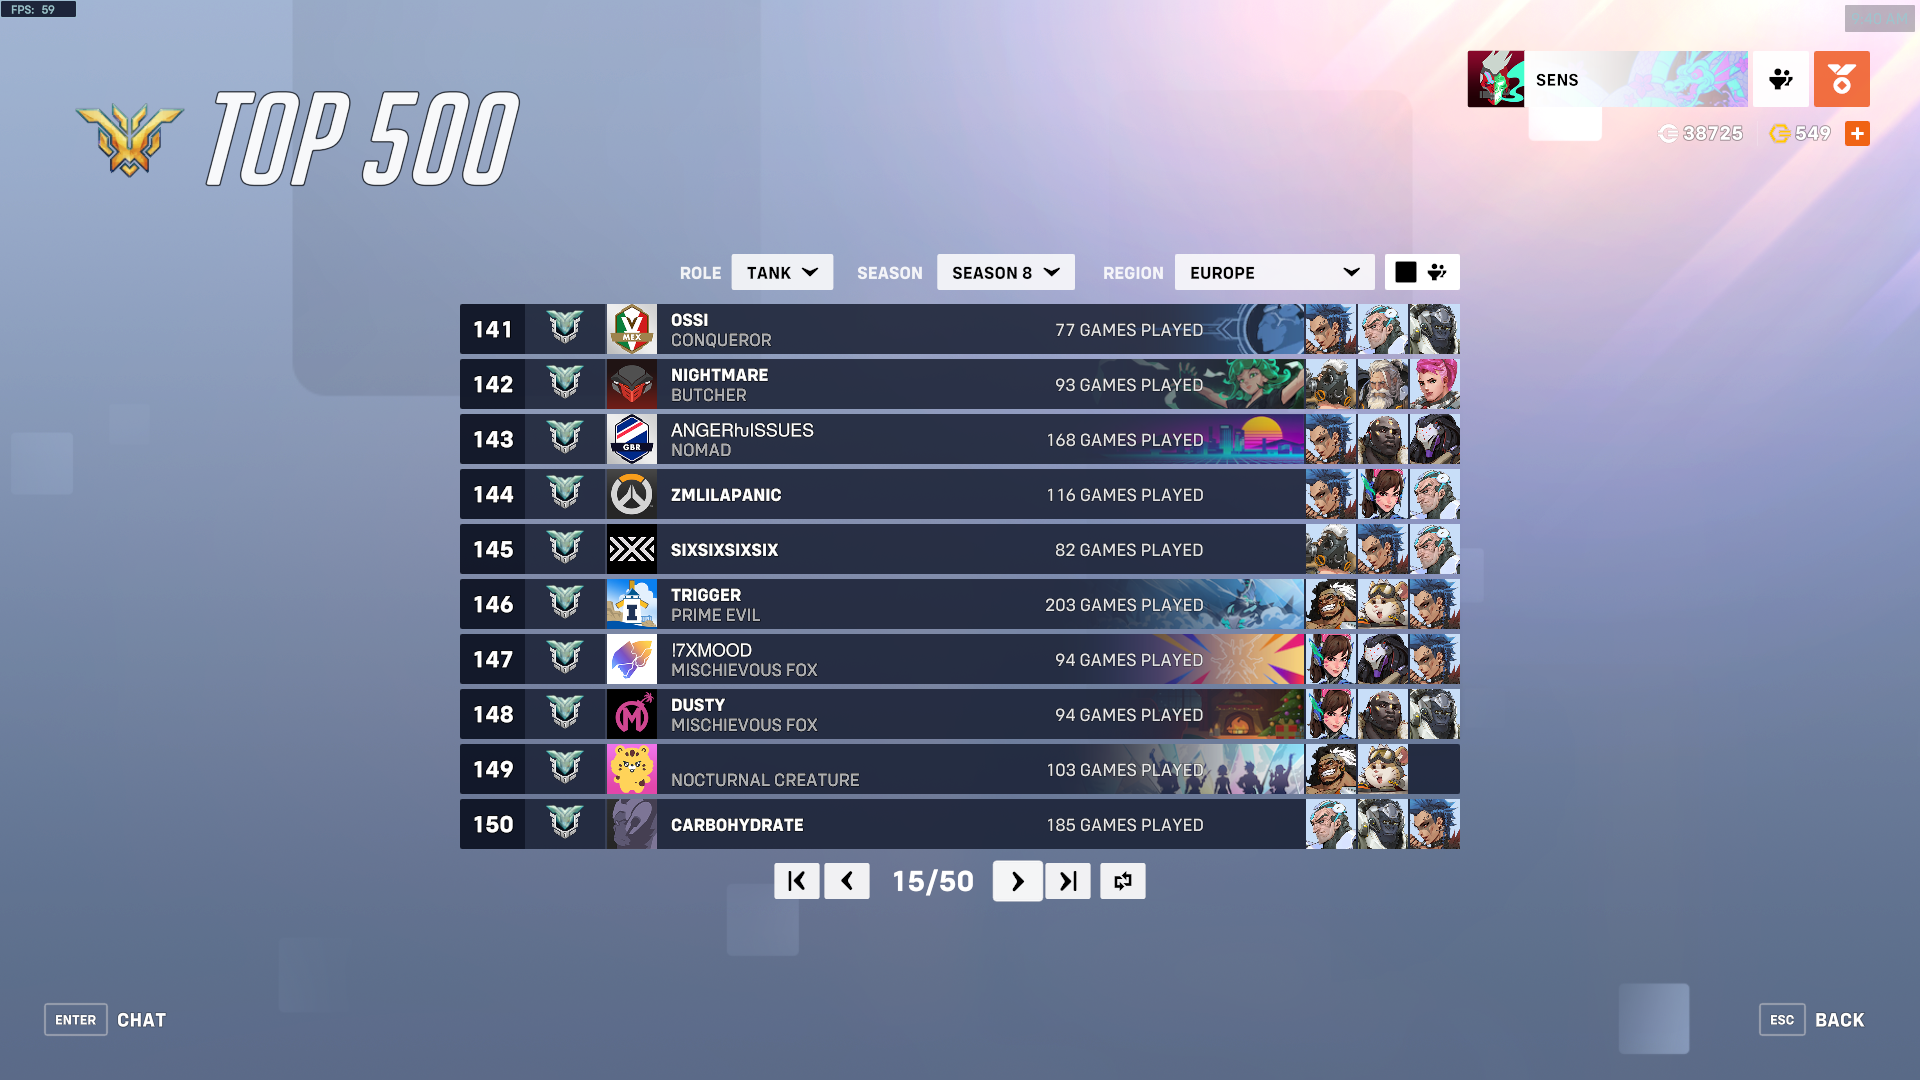 FPS: 59
TOP 500
SENS
38725
549
ROLE
TANK
SEASON
SEASON 8
REGION
EUROPE
141
MEX
OSSI
CONQUEROR
77 GAMES PLAYED
142
NIGHTMARE
BUTCHER
93 GAMES PLAYED
143
GBR
NOMAD
168 GAMES PLAYED
144
ZMLILAPANIC
116 GAMES PLAYED
145
SIXSIXSIXSIX
82 GAMES PLAYED
146
TRIGGER
PRIME EVIL
203 GAMES PLAYED
147
!7XMOOD
MISCHIEVOUS FOX
94 GAMES PLAYED
148
DUSTY
MISCHIEVOUS FOX
94 GAMES PLAYED
149
NOCTURNAL CREATURE
103 GAMES PLAYED
150
CARBOHYDRATE
185 GAMES PLAYED
15/50
ENTER
CHAT
ESC
BACK